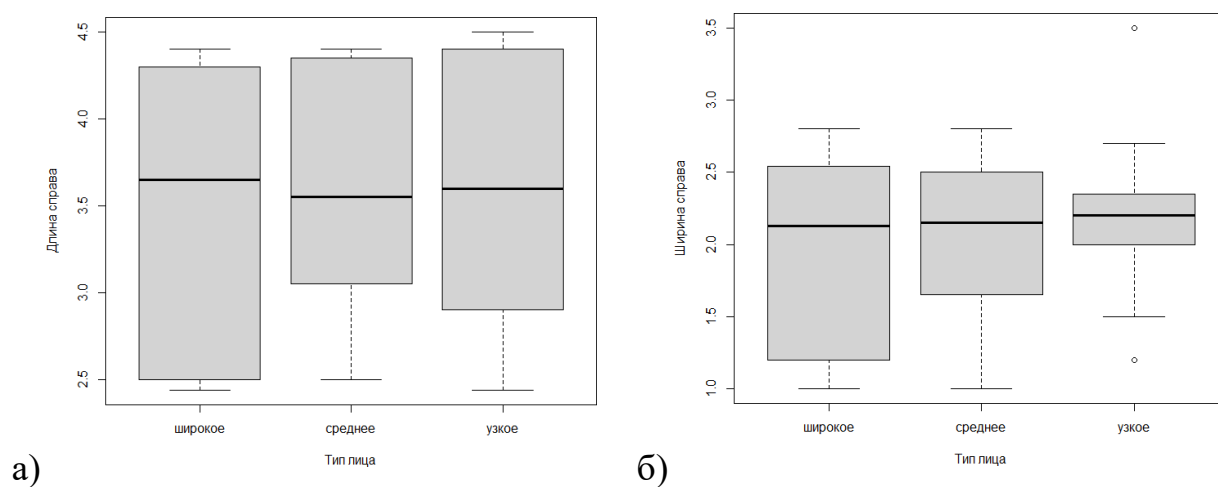 Длина справа
4.5
4.0
3.5
3.0
2.5
широкое среднее узкое
Тип лица
а)
Ширина справа
3.5
3.0
2.5
2.0
1.5
1.0
широкое среднее узкое
Тип лица
б)